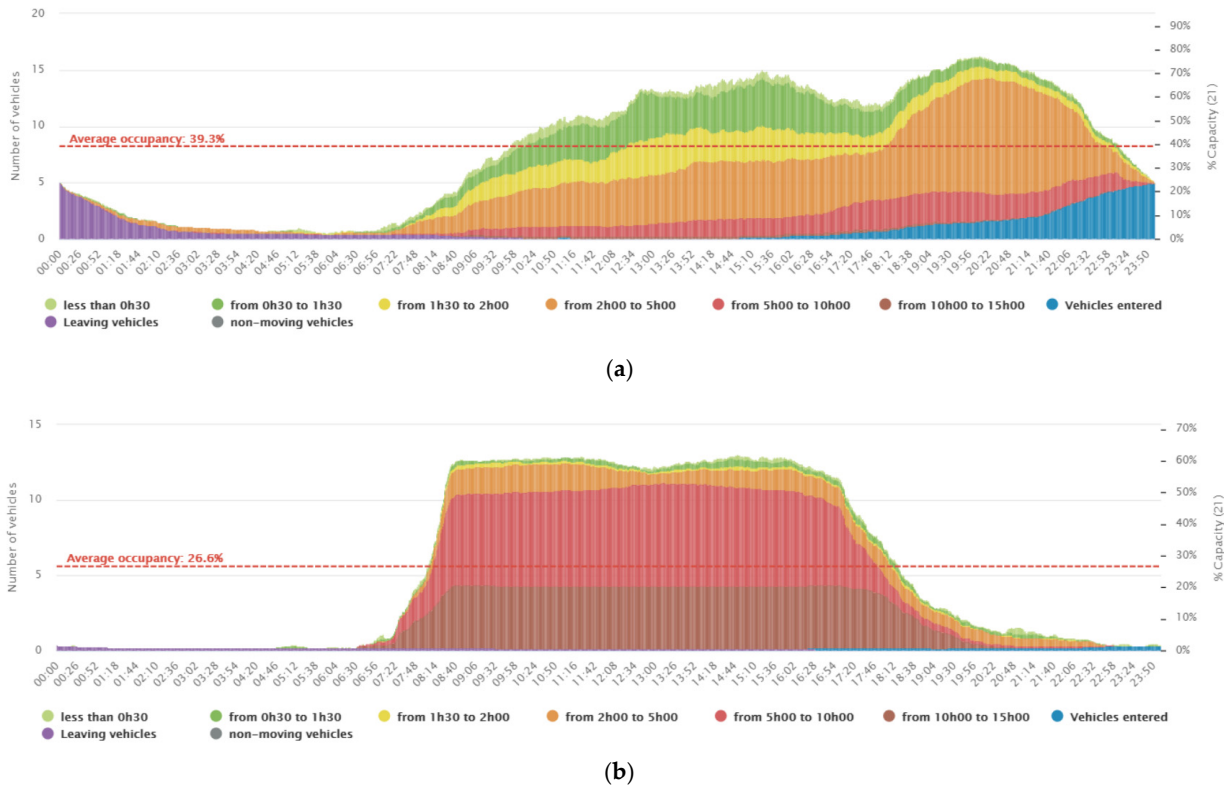 20 90%
80%
15 70%
60%
10 50%
Average occupancy: 39.3% 40%
30%
5 20%
10%
0 0%
Number of vehicles
% Capacity (21)
00:00 00:26 00:52 01:18 01:44 02:10 02:36 03:02 03:28 03:54 04:20 04:46 05:12 05:38 06:04 06:30 06:56 07:22 07:48 08:14 08:40 09:06 09:32 09:58 10:24 10:50 11:16 11:42 12:08 12:34 13:00 13:26 13:52 14:18 14:44 15:10 15:36 16:02 16:28 16:54 17:20 17:46 18:12 18:38 19:04 19:30 19:56 20:22 20:48 21:14 21:40 22:06 22:32 22:58 23:24 23:50
less than 0h30 from 0h30 to 1h30 from 1h30 to 2h00 from 2h00 to 5h00 from 5h00 to 10h00 from 10h00 to 15h00 Vehicles entered
Leaving vehicles non-moving vehicles
(a)
15 70%
60%
10 50%
40%
Average occupancy: 26.6% 30%
5 20%
10%
0 0%
Number of vehicles
% Capacity (21)
00:00 00:26 00:52 01:18 01:44 02:10 02:36 03:02 03:28 03:54 04:20 04:46 05:12 05:38 06:04 06:30 06:56 07:22 07:48 08:14 08:40 09:06 09:32 09:58 10:24 10:50 11:16 11:42 12:08 12:34 13:00 13:26 13:52 14:18 14:44 15:10 15:36 16:02 16:28 16:54 17:20 17:46 18:12 18:38 19:04 19:30 19:56 20:22 20:48 21:14 21:40 22:06 22:32 22:58 23:24 23:50
less than 0h30 from 0h30 to 1h30 from 1h30 to 2h00 from 2h00 to 5h00 from 5h00 to 10h00 from 10h00 to 15h00 Vehicles entered
Leaving vehicles non-moving vehicles
(b)